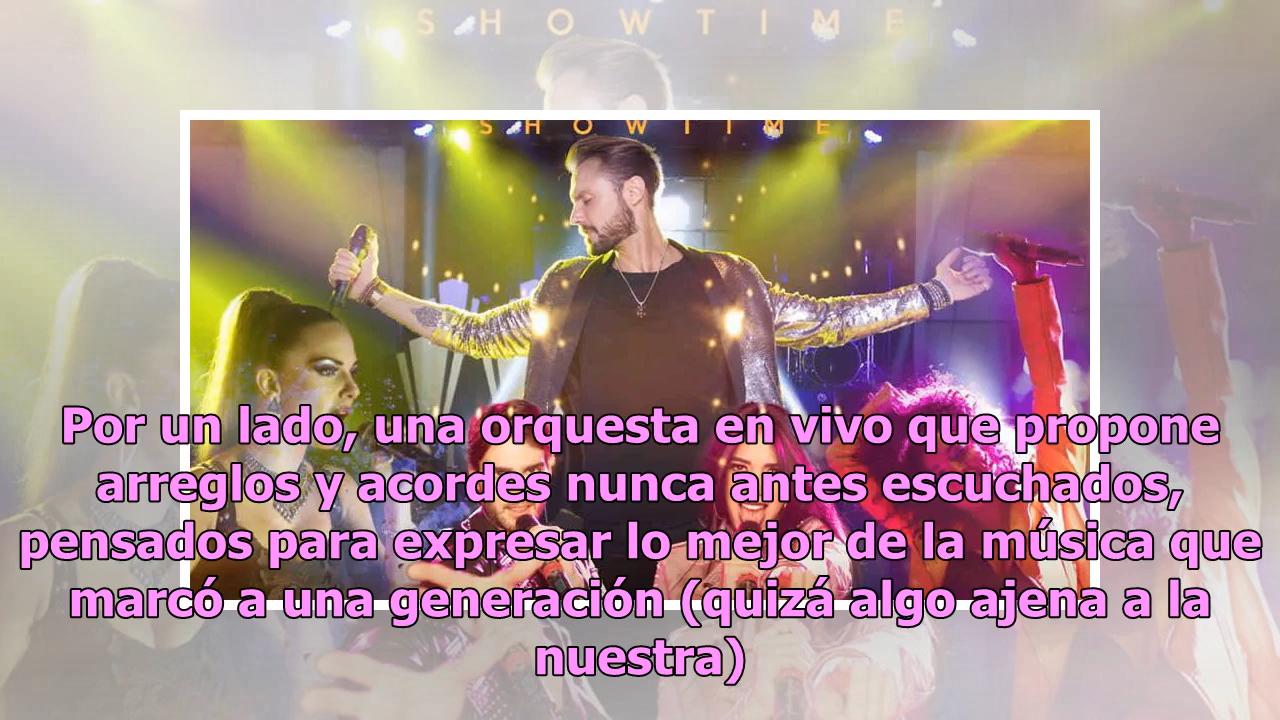 SHOWTIME
SHOWTIME
Por un lado, una orquesta en vivo que propone
arreglos y acordes nunca antes escuchados,
pensados para expresar lo mejor de la música que
marcó a una generación (quizá algo ajena a la
nuestra)